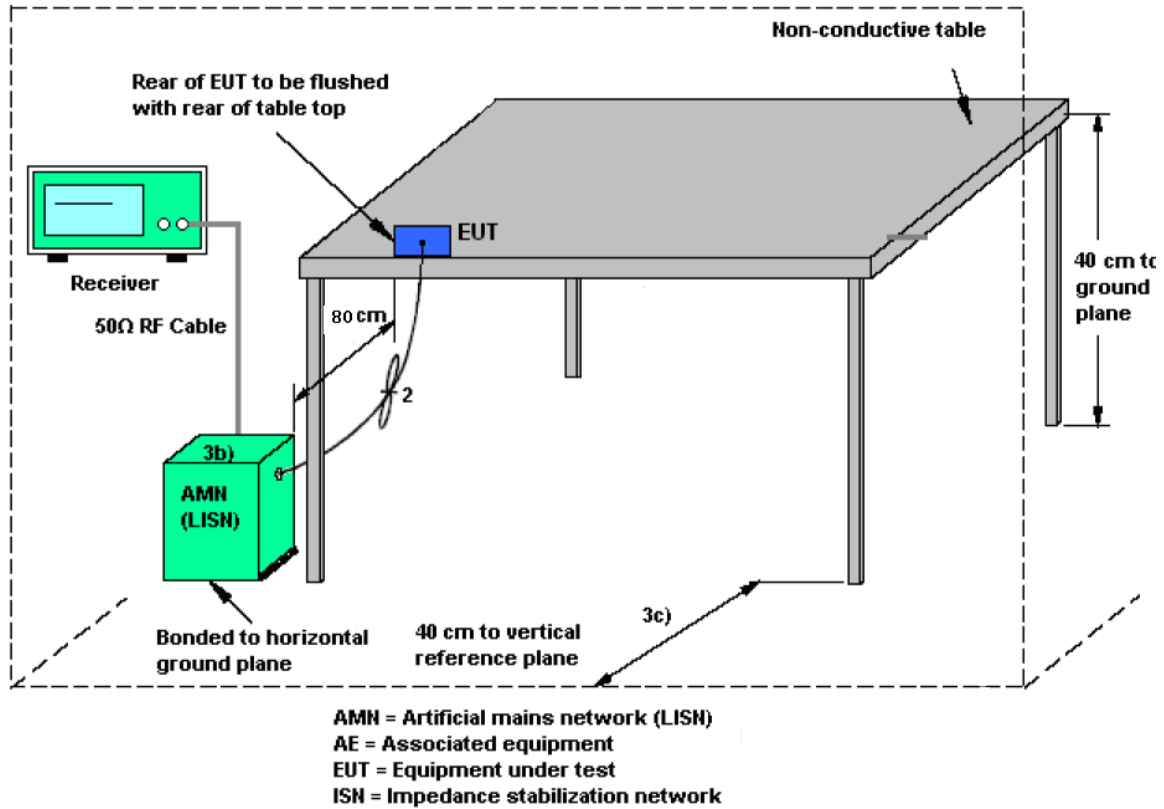 Non-conductive table
Rear of EUT to be flushed
with rear of table top
EUT
Receiver
50Ω RF Cable
80 cm
40 cm to
ground
plane
2
3b)
AMN
(LISN)
3c)
Bonded to horizontal
ground plane
40 cm to vertical
reference plane
AMN = Artificial mains network (LISN)
AE = Associated equipment
EUT = Equipment under test
ISN = Impedance stabilization network